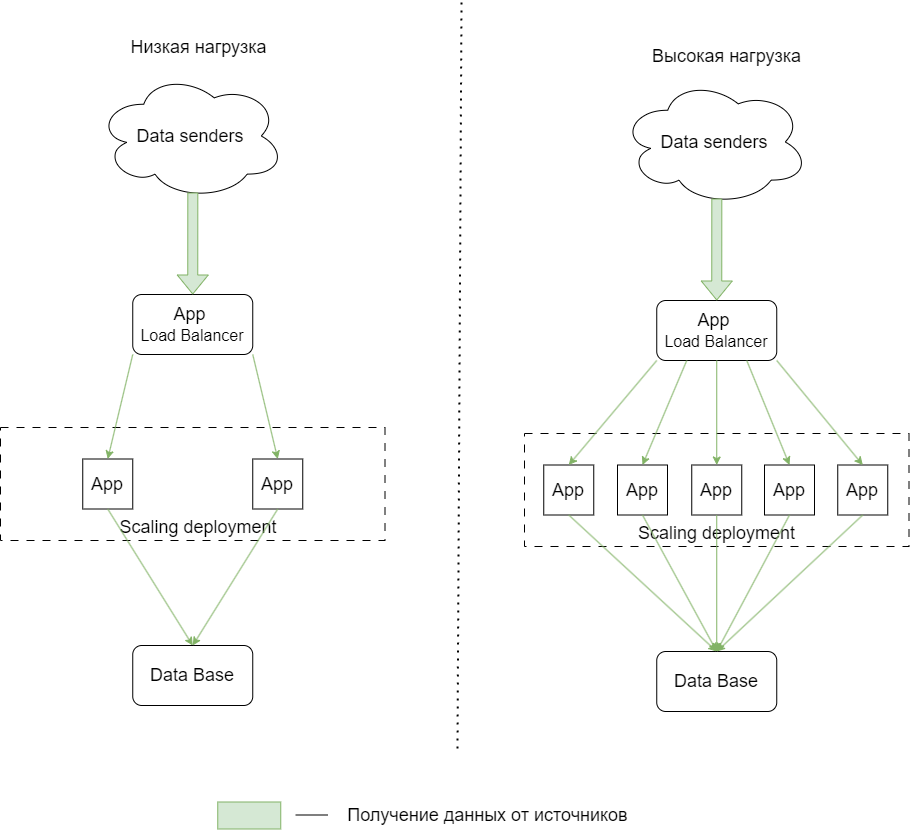 Низкая нагрузка
Data senders
App
Load Balancer
App
App
Scaling deployment
Data Base
Высокая нагрузка
Data senders
App
Load Balancer
App
App
App
App
App
Scaling deployment
Data Base
Получение данных от источников